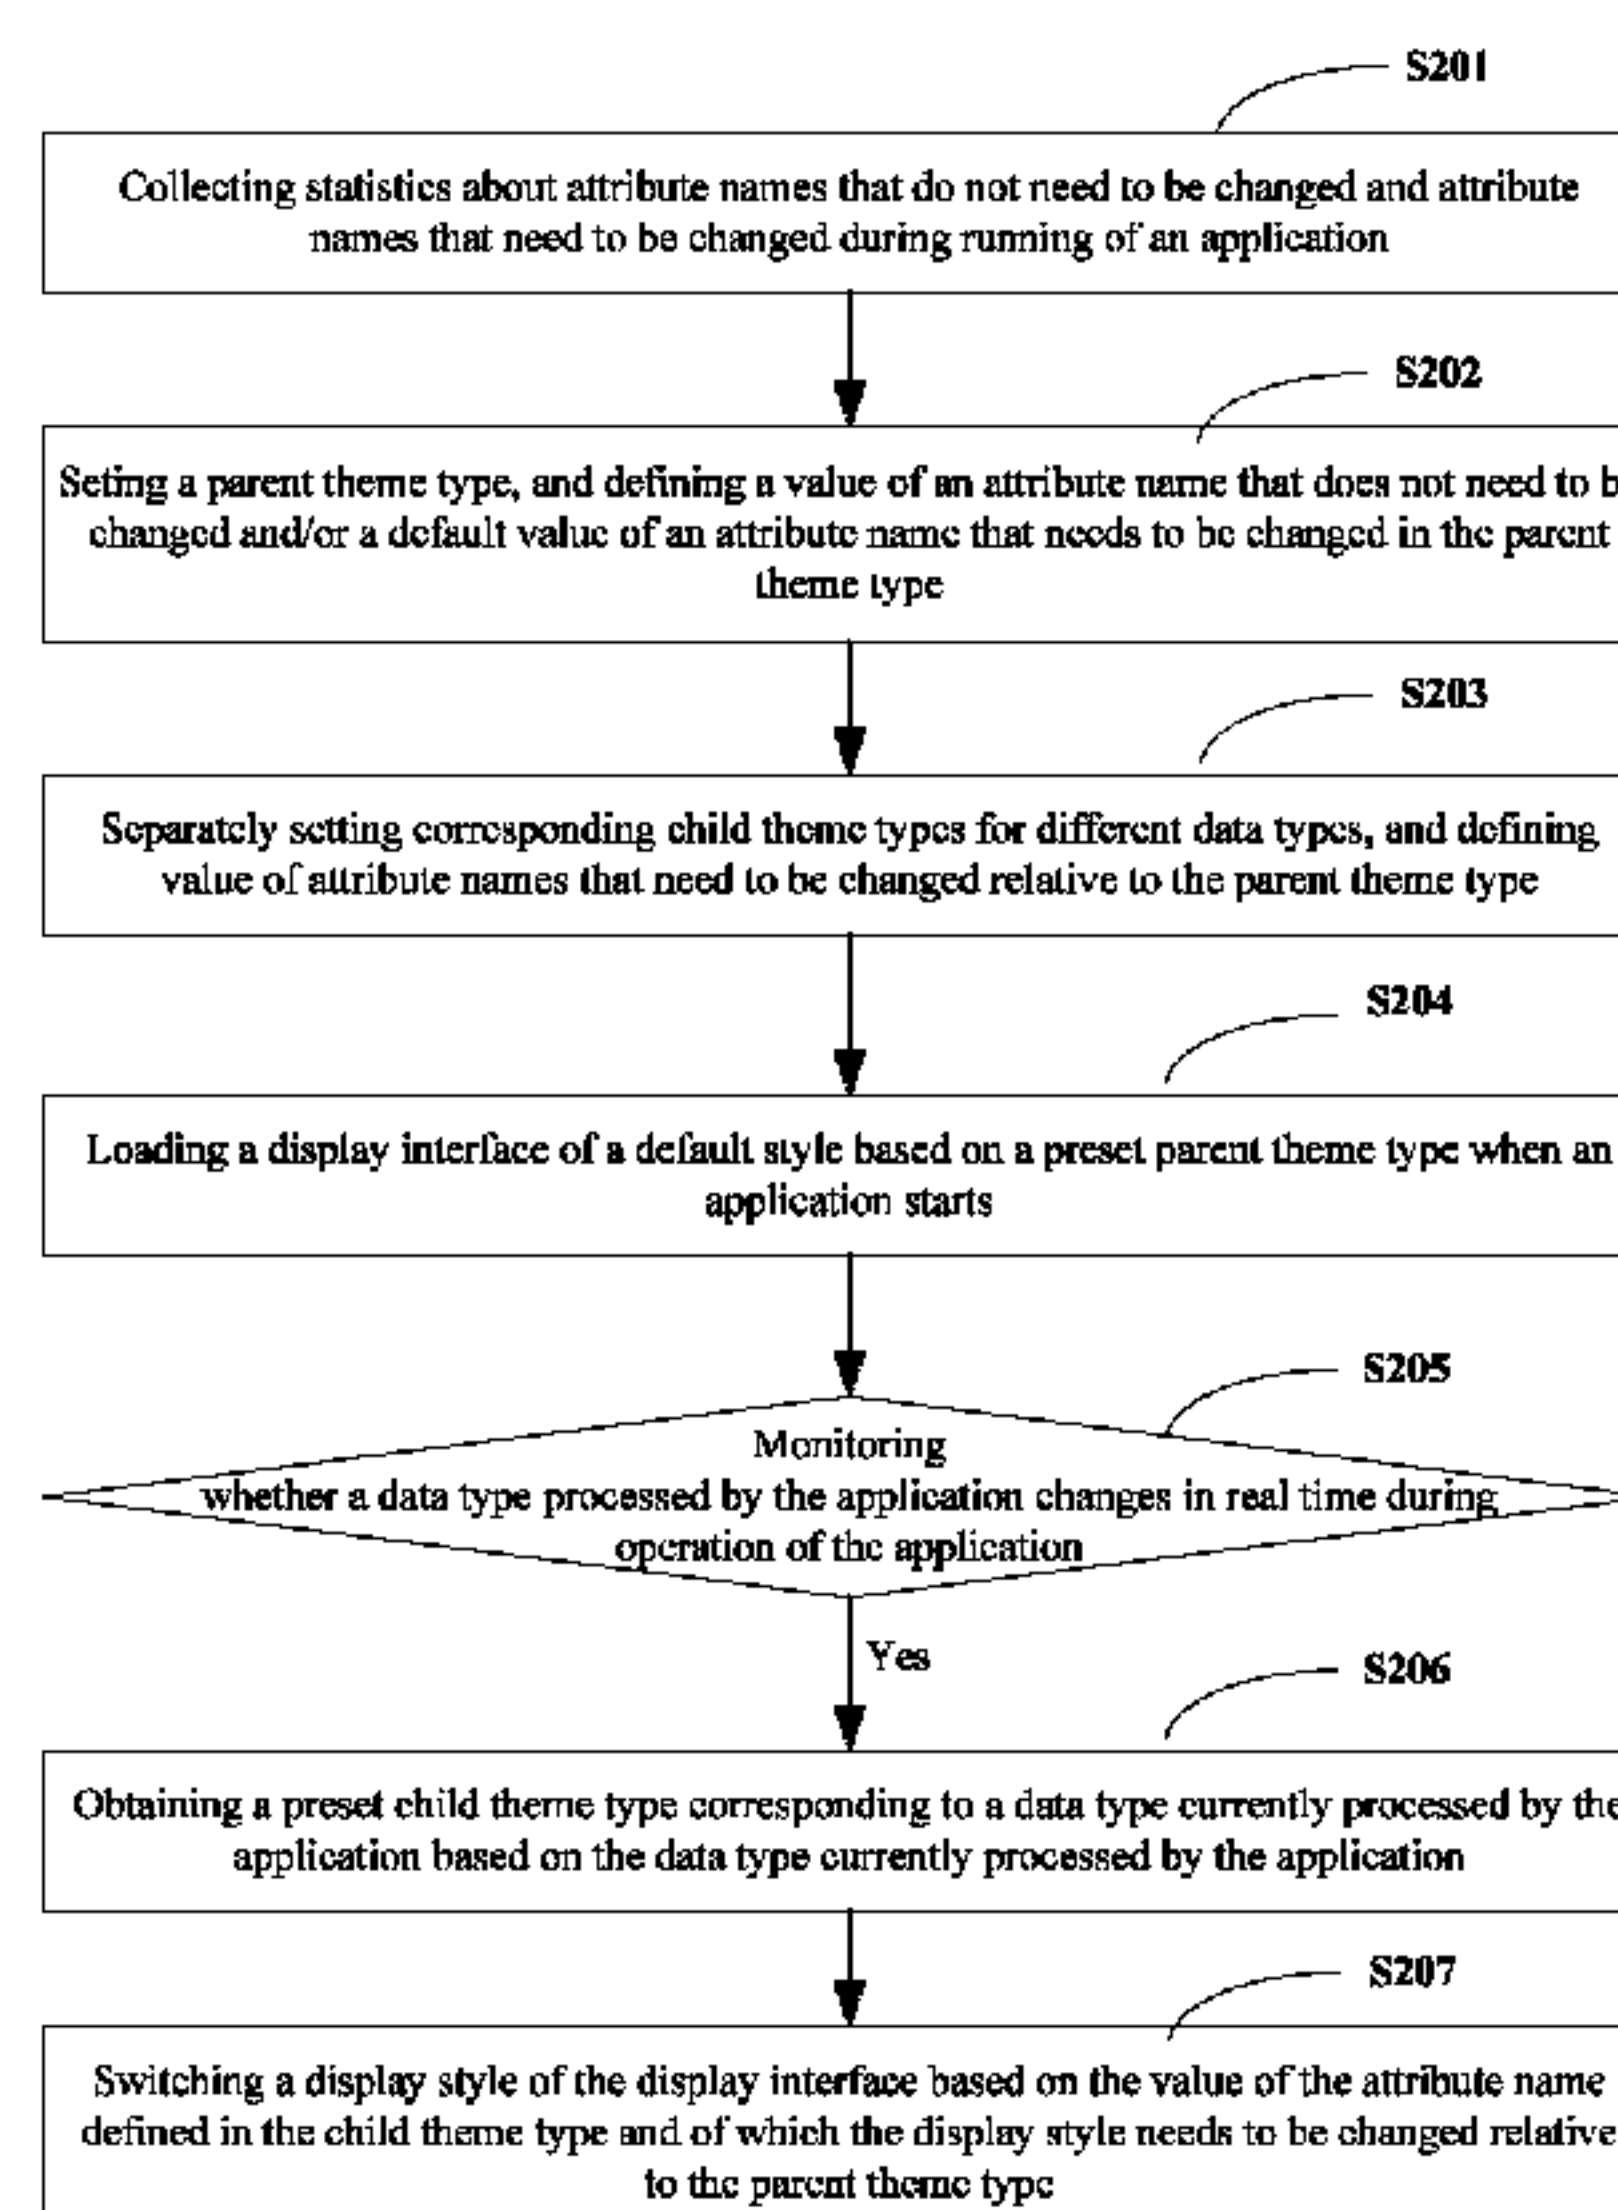 S201
Collecting statistics about attribute names that do not need to be changed and attribute
names that need to be changed during running of an application
S202
Seting a parent theme type, and defining a value of an attribute name that does not need to b
changed and/or a default value of an attribute name that needs to be changed in the parent
theme type
S203
Separately setting corresponding child theme types for different data types, and defining
value of attribute names that need to be changed relative to the parent theme type
S204
Loading a display interface of a default style based on a preset parent theme type when an
application starts
S205
Monitoring
whether a data type processed by the application changes in real time during
operation of the application
Yes
S206
Obtaining a preset child theme type corresponding to a data type currently processed by the
application based on the data type currently processed by the application
S207
Switching a display style of the display interface based on the value of the attribute name
defined in the child theme type and of which the display style needs to be changed relative
to the parent theme type